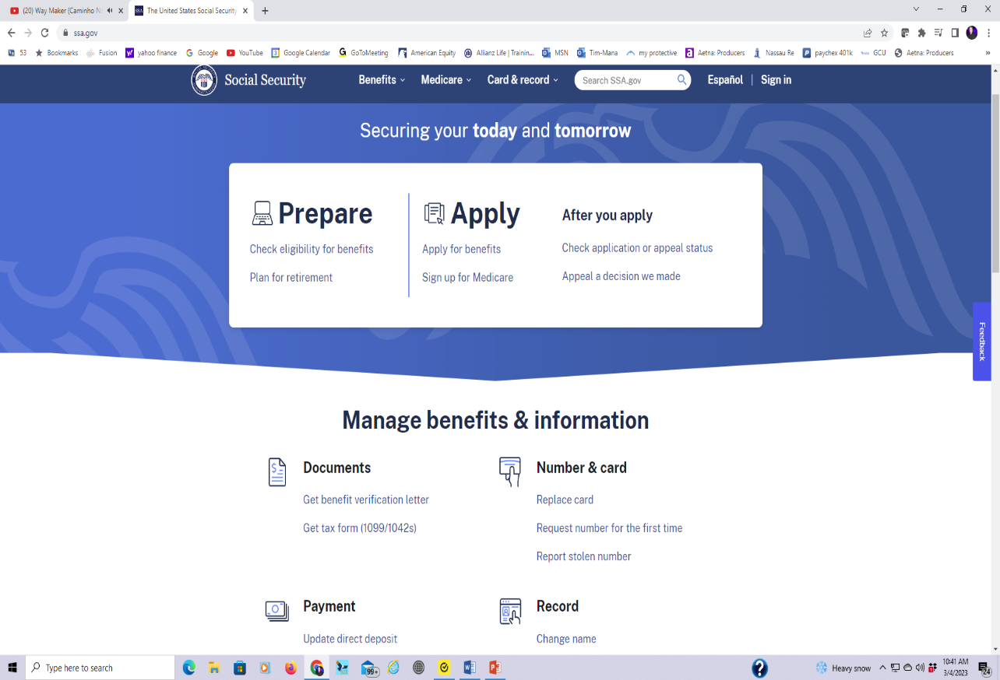 (20) Way Maker (Caminho N
The United States Social Security
ssa.gov
53 Bookmarks Fusion yahoo finance Google YouTube Google Calendar GoToMeeting American Equity Allianz Life | Trainin... MSN Tim-Mana my protective Aetna: Producers Nassau Re paychex 401k GCU Aetna: Producers »
Social Security Benefits Medicare Card & record Search SSA.gov Español | Sign in
Securing your today and tomorrow
Prepare
Check eligibility for benefits
Plan for retirement
Apply
Apply for benefits
Sign up for Medicare
After you apply
Check application or appeal status
Appeal a decision we made
Feedback
Manage benefits & information
Documents
Get benefit verification letter
Get tax form (1099/1042s)
Number & card
Replace card
Request number for the first time
Report stolen number
Payment
Update direct deposit
Record
Change name
Type here to search
99+
Heavy snow
10:41 AM
3/4/2023
24